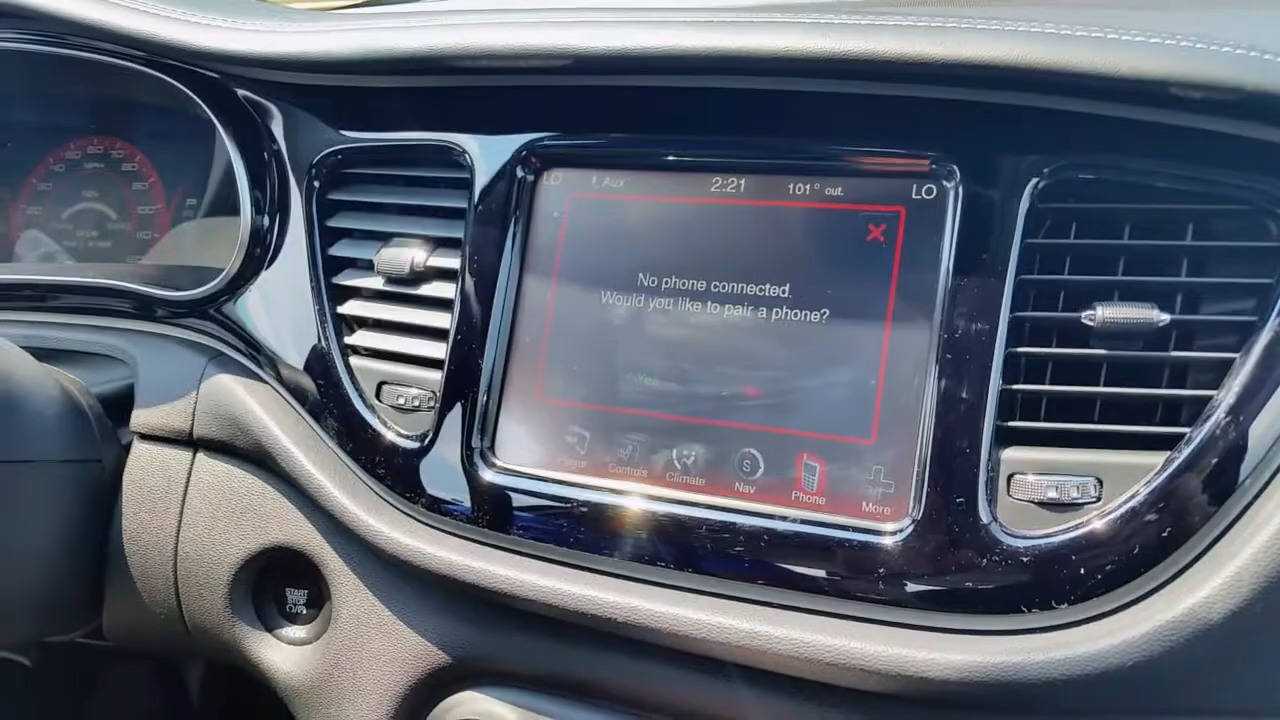 LO
Aux
2:21
101° out.
LO
No phone connected.
Would you like to pair a phone?
Yes
Controls
Climate
S
Nav
Phone
More
START
STOP